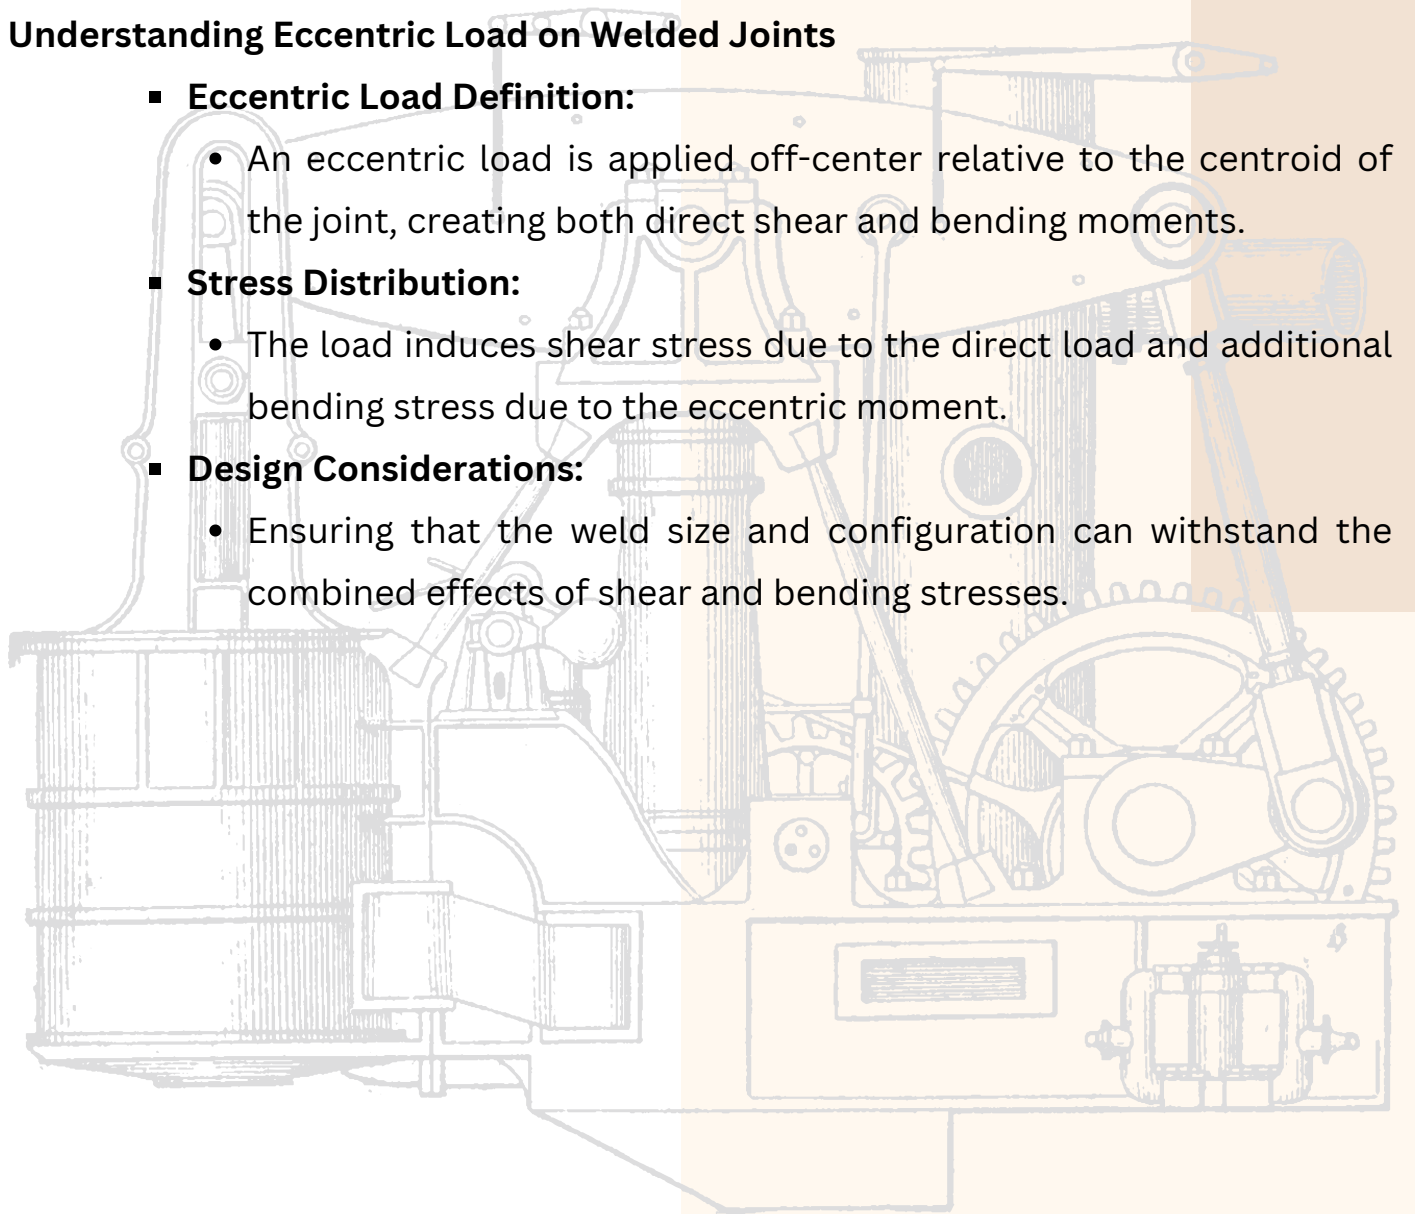 Understanding Eccentric Load on Welded Joints
▪ Eccentric Load Definition:
• An eccentric load is applied off-center relative to the centroid of
the joint, creating both direct shear and bending moments.
▪ Stress Distribution:
• The load induces shear stress due to the direct load and additional
bending stress due to the eccentric moment.
▪ Design Considerations:
• Ensuring that the weld size and configuration can withstand the
combined effects of shear and bending stresses.